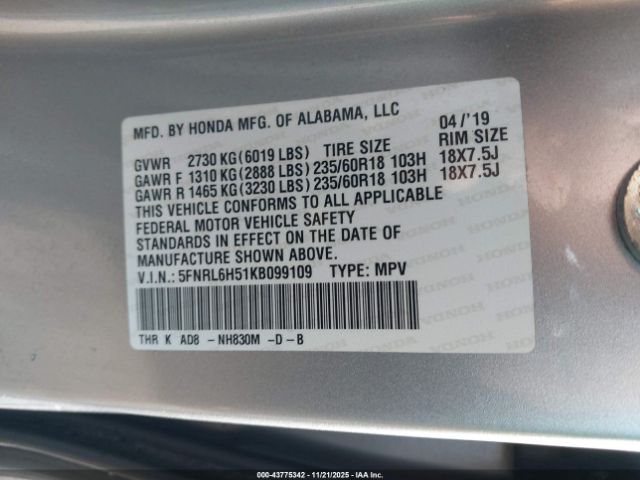 MFD. BY HONDA MFG. OF ALABAMA, LLC 04/'19
GVWR 2730 KG(6019 LBS) TIRE SIZE RIM SIZE
GAWR F 1310 KG(2888 LBS) 235/60R18 103H 18X7.5J
GAWR R 1465 KG(3230 LBS) 235/60R18 103H 18X7.5J
THIS VEHICLE CONFORMS TO ALL APPLICABLE
FEDERAL MOTOR VEHICLE SAFETY
STANDARDS IN EFFECT ON THE DATE OF
MANUFACTURE SHOWN ABOVE.
V.I.N.: 5FNRL6H51KB099109 TYPE: MPV
THR K AD8 -NH830M -D-B
000-43775342 - 11/21/2025 - IAA Inc.